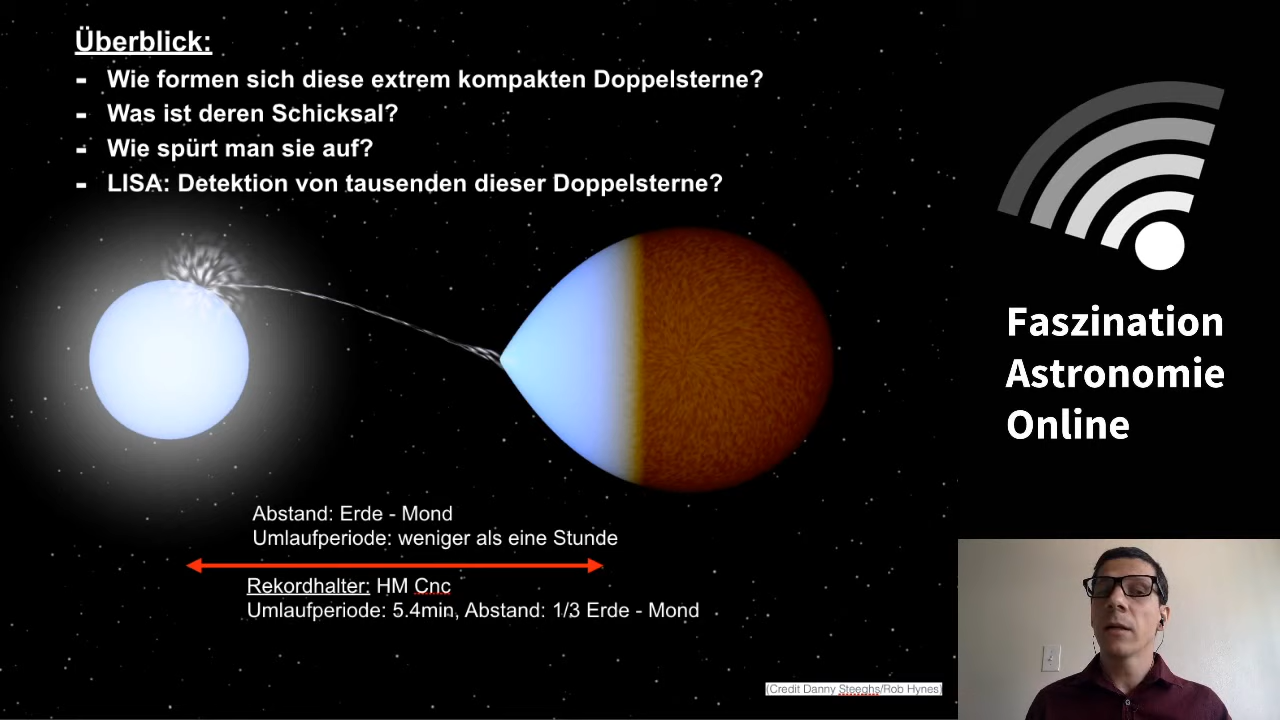 Überblick:
- Wie formen sich diese extrem kompakten Doppelsterne?
- Was ist deren Schicksal?
- Wie spürt man sie auf?
- LISA: Detektion von tausenden dieser Doppelsterne?
Abstand: Erde - Mond
Umlaufperiode: weniger als eine Stunde
Rekordhalter: HM Cnc
Umlaufperiode: 5.4min, Abstand: 1/3 Erde - Mond
(Credit Danny Steeghs/Rob Hynes)
Faszination
Astronomie
Online